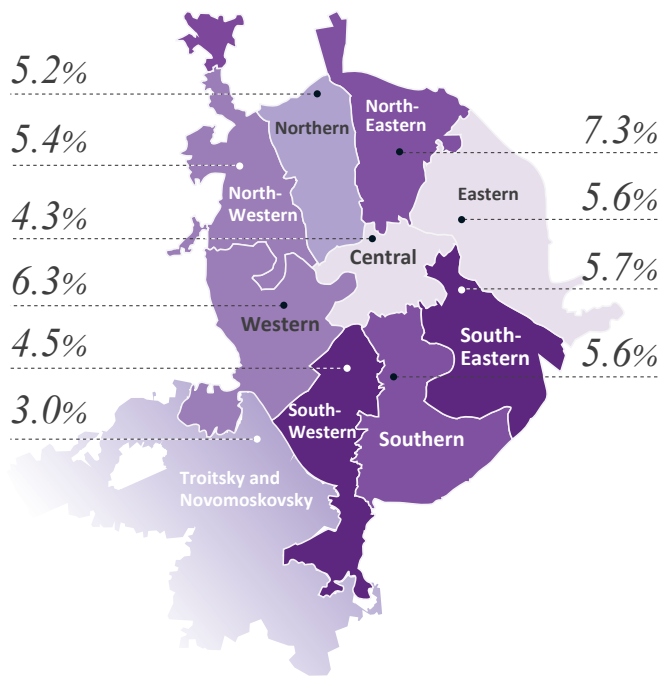 5.2%
5.4%
4.3%
6.3%
4.5%
3.0%
Northern
North-
Eastern
North-
Western
Eastern
Central
Western
South-
Eastern
South-
Western
Southern
Troitsky and
Novomoskovsky
7.3%
5.6%
5.7%
5.6%